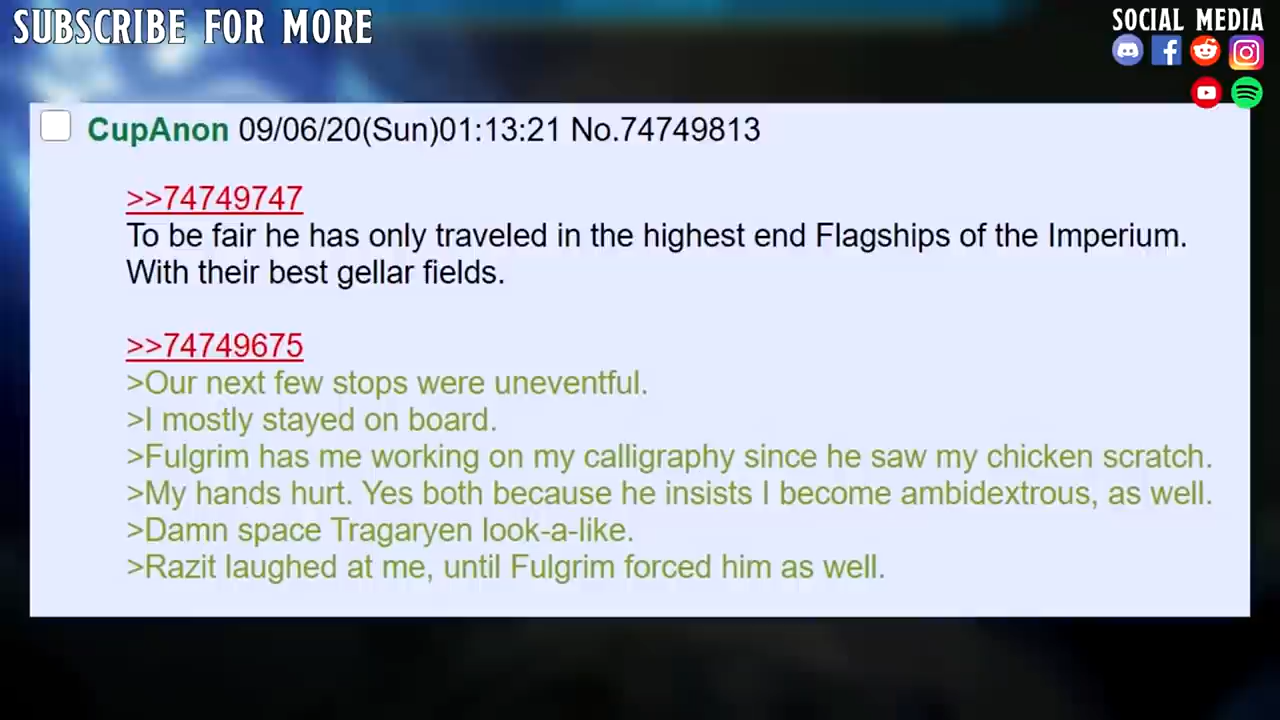 SUBSCRIBE FOR MORE
SOCIAL MEDIA
CupAnon 09/06/20(Sun)01:13:21 No.74749813
>>74749747
To be fair he has only traveled in the highest end Flagships of the Imperium.
With their best gellar fields.
>>74749675
>Our next few stops were uneventful.
>I mostly stayed on board.
>Fulgrim has me working on my calligraphy since he saw my chicken scratch.
>My hands hurt. Yes both because he insists I become ambidextrous, as well.
>Damn space Tragaryen look-a-like.
>Razit laughed at me, until Fulgrim forced him as well.